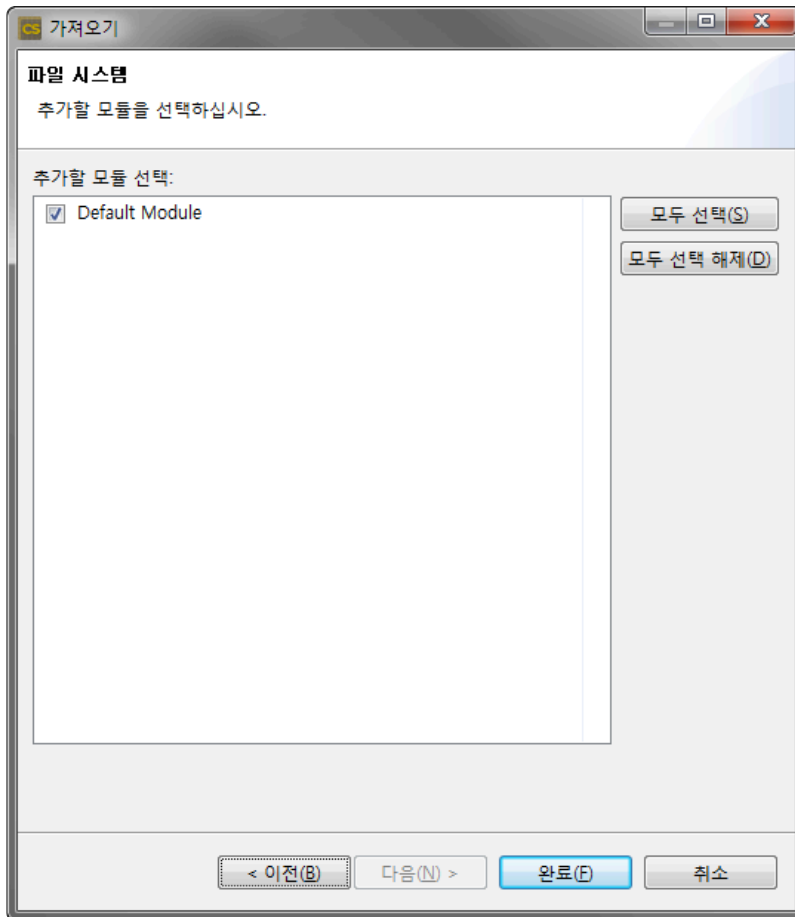 CS 가져오기
파일 시스템
추가할 모듈을 선택하십시오.
추가할 모듈 선택:
Default Module
모두 선택(S)
모두 선택 해제(D)
< 이전(B)
다음(N) >
완료(F)
취소